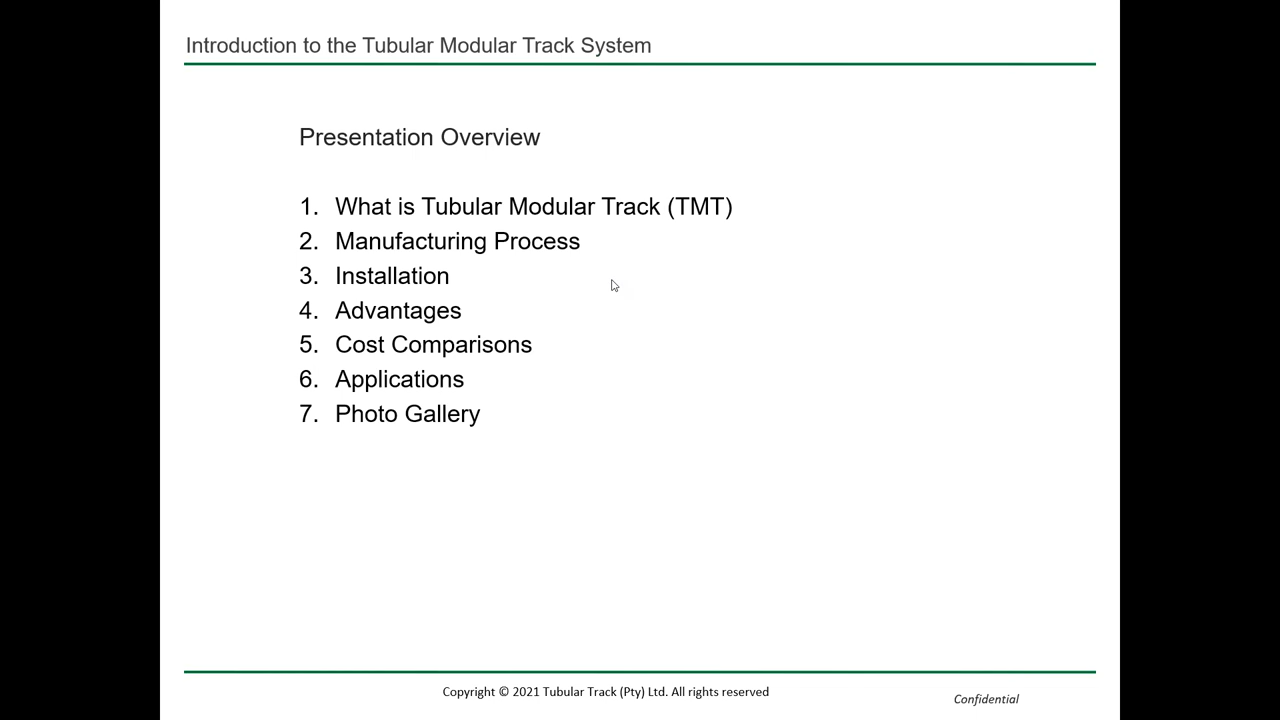 Introduction to the Tubular Modular Track System
Presentation Overview
1. What is Tubular Modular Track (TMT)
2. Manufacturing Process
3. Installation
4. Advantages
5. Cost Comparisons
6. Applications
7. Photo Gallery
Copyright © 2021 Tubular Track (Pty) Ltd. All rights reserved
Confidential